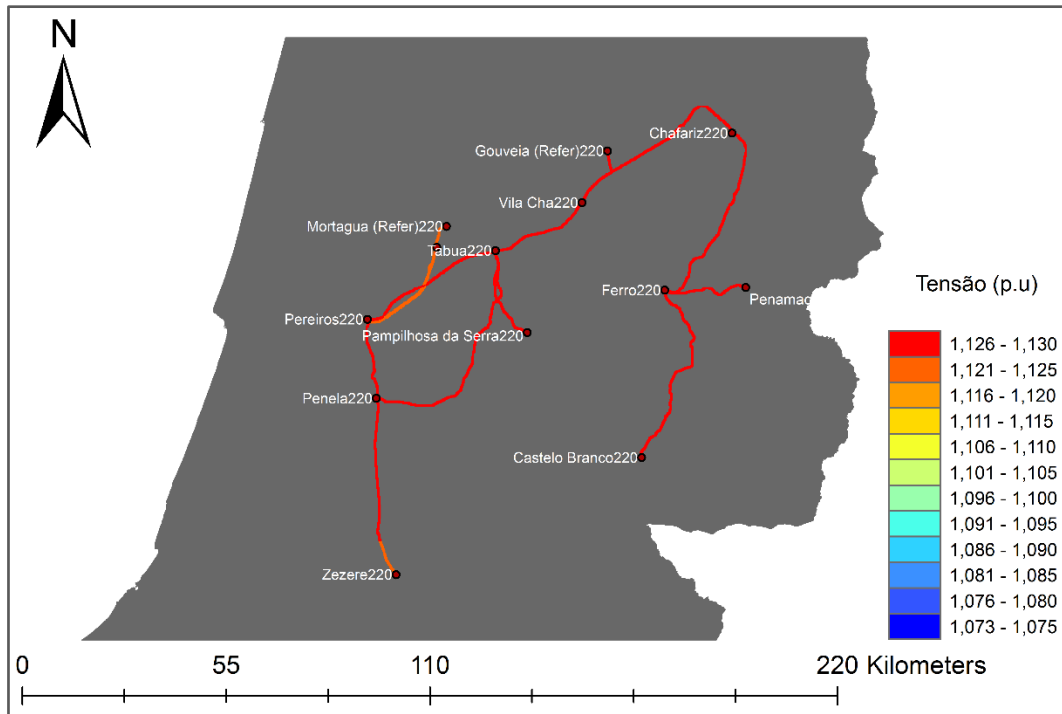 N
Chafariz220
Gouveia (Refer)220
Vila Cha220
Mortagua (Refer)220
Tabua220
Ferro220
Penamac
Pereiros220
Pampilhosa da Serra220
Penela220
Castelo Branco220
Zezere220
Tensão (p.u)
1,126 - 1,130
1,121 - 1,125
1,116 - 1,120
1,111 - 1,115
1,106 - 1,110
1,101 - 1,105
1,096 - 1,100
1,091 - 1,095
1,086 - 1,090
1,081 - 1,085
1,076 - 1,080
1,073 - 1,075
0 55 110 220 Kilometers